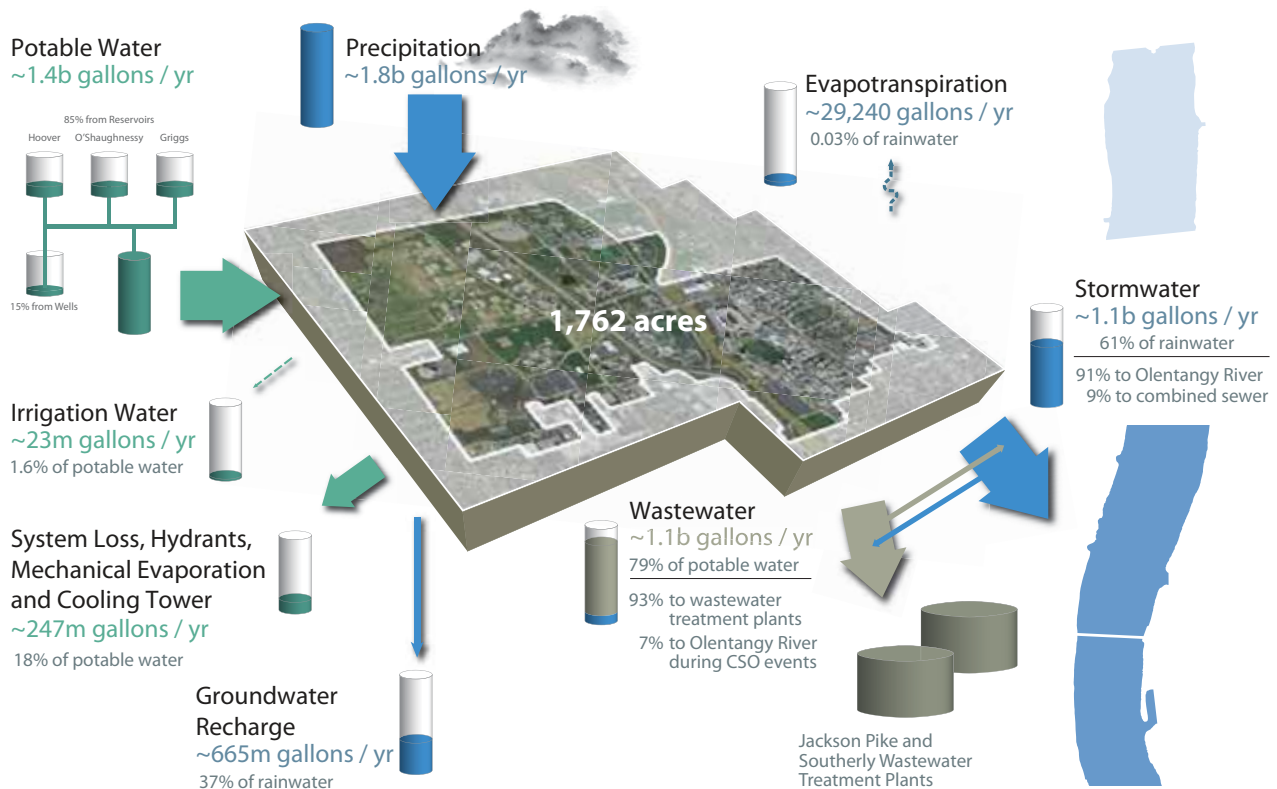 Potable Water
~1.4b gallons / yr
85% from Reservoirs
Hoover
O'Shaughnessy
Griggs
15% from Wells
Precipitation
~1.8b gallons / yr
Evapotranspiration
~29,240 gallons / yr
0.03% of rainwater
1,762 acres
Stormwater
~1.1b gallons / yr
61% of rainwater
91% to Olentangy River
9% to combined sewer
Irrigation Water
~23m gallons / yr
1.6% of potable water
System Loss, Hydrants,
Mechanical Evaporation
and Cooling Tower
~247m gallons / yr
18% of potable water
Groundwater
Recharge
~665m gallons / yr
37% of rainwater
Wastewater
~1.1b gallons / yr
79% of potable water
93% to wastewater
treatment plants
7% to Olentangy River
during CSO events
Jackson Pike and
Southerly Wastewater
Treatment Plants